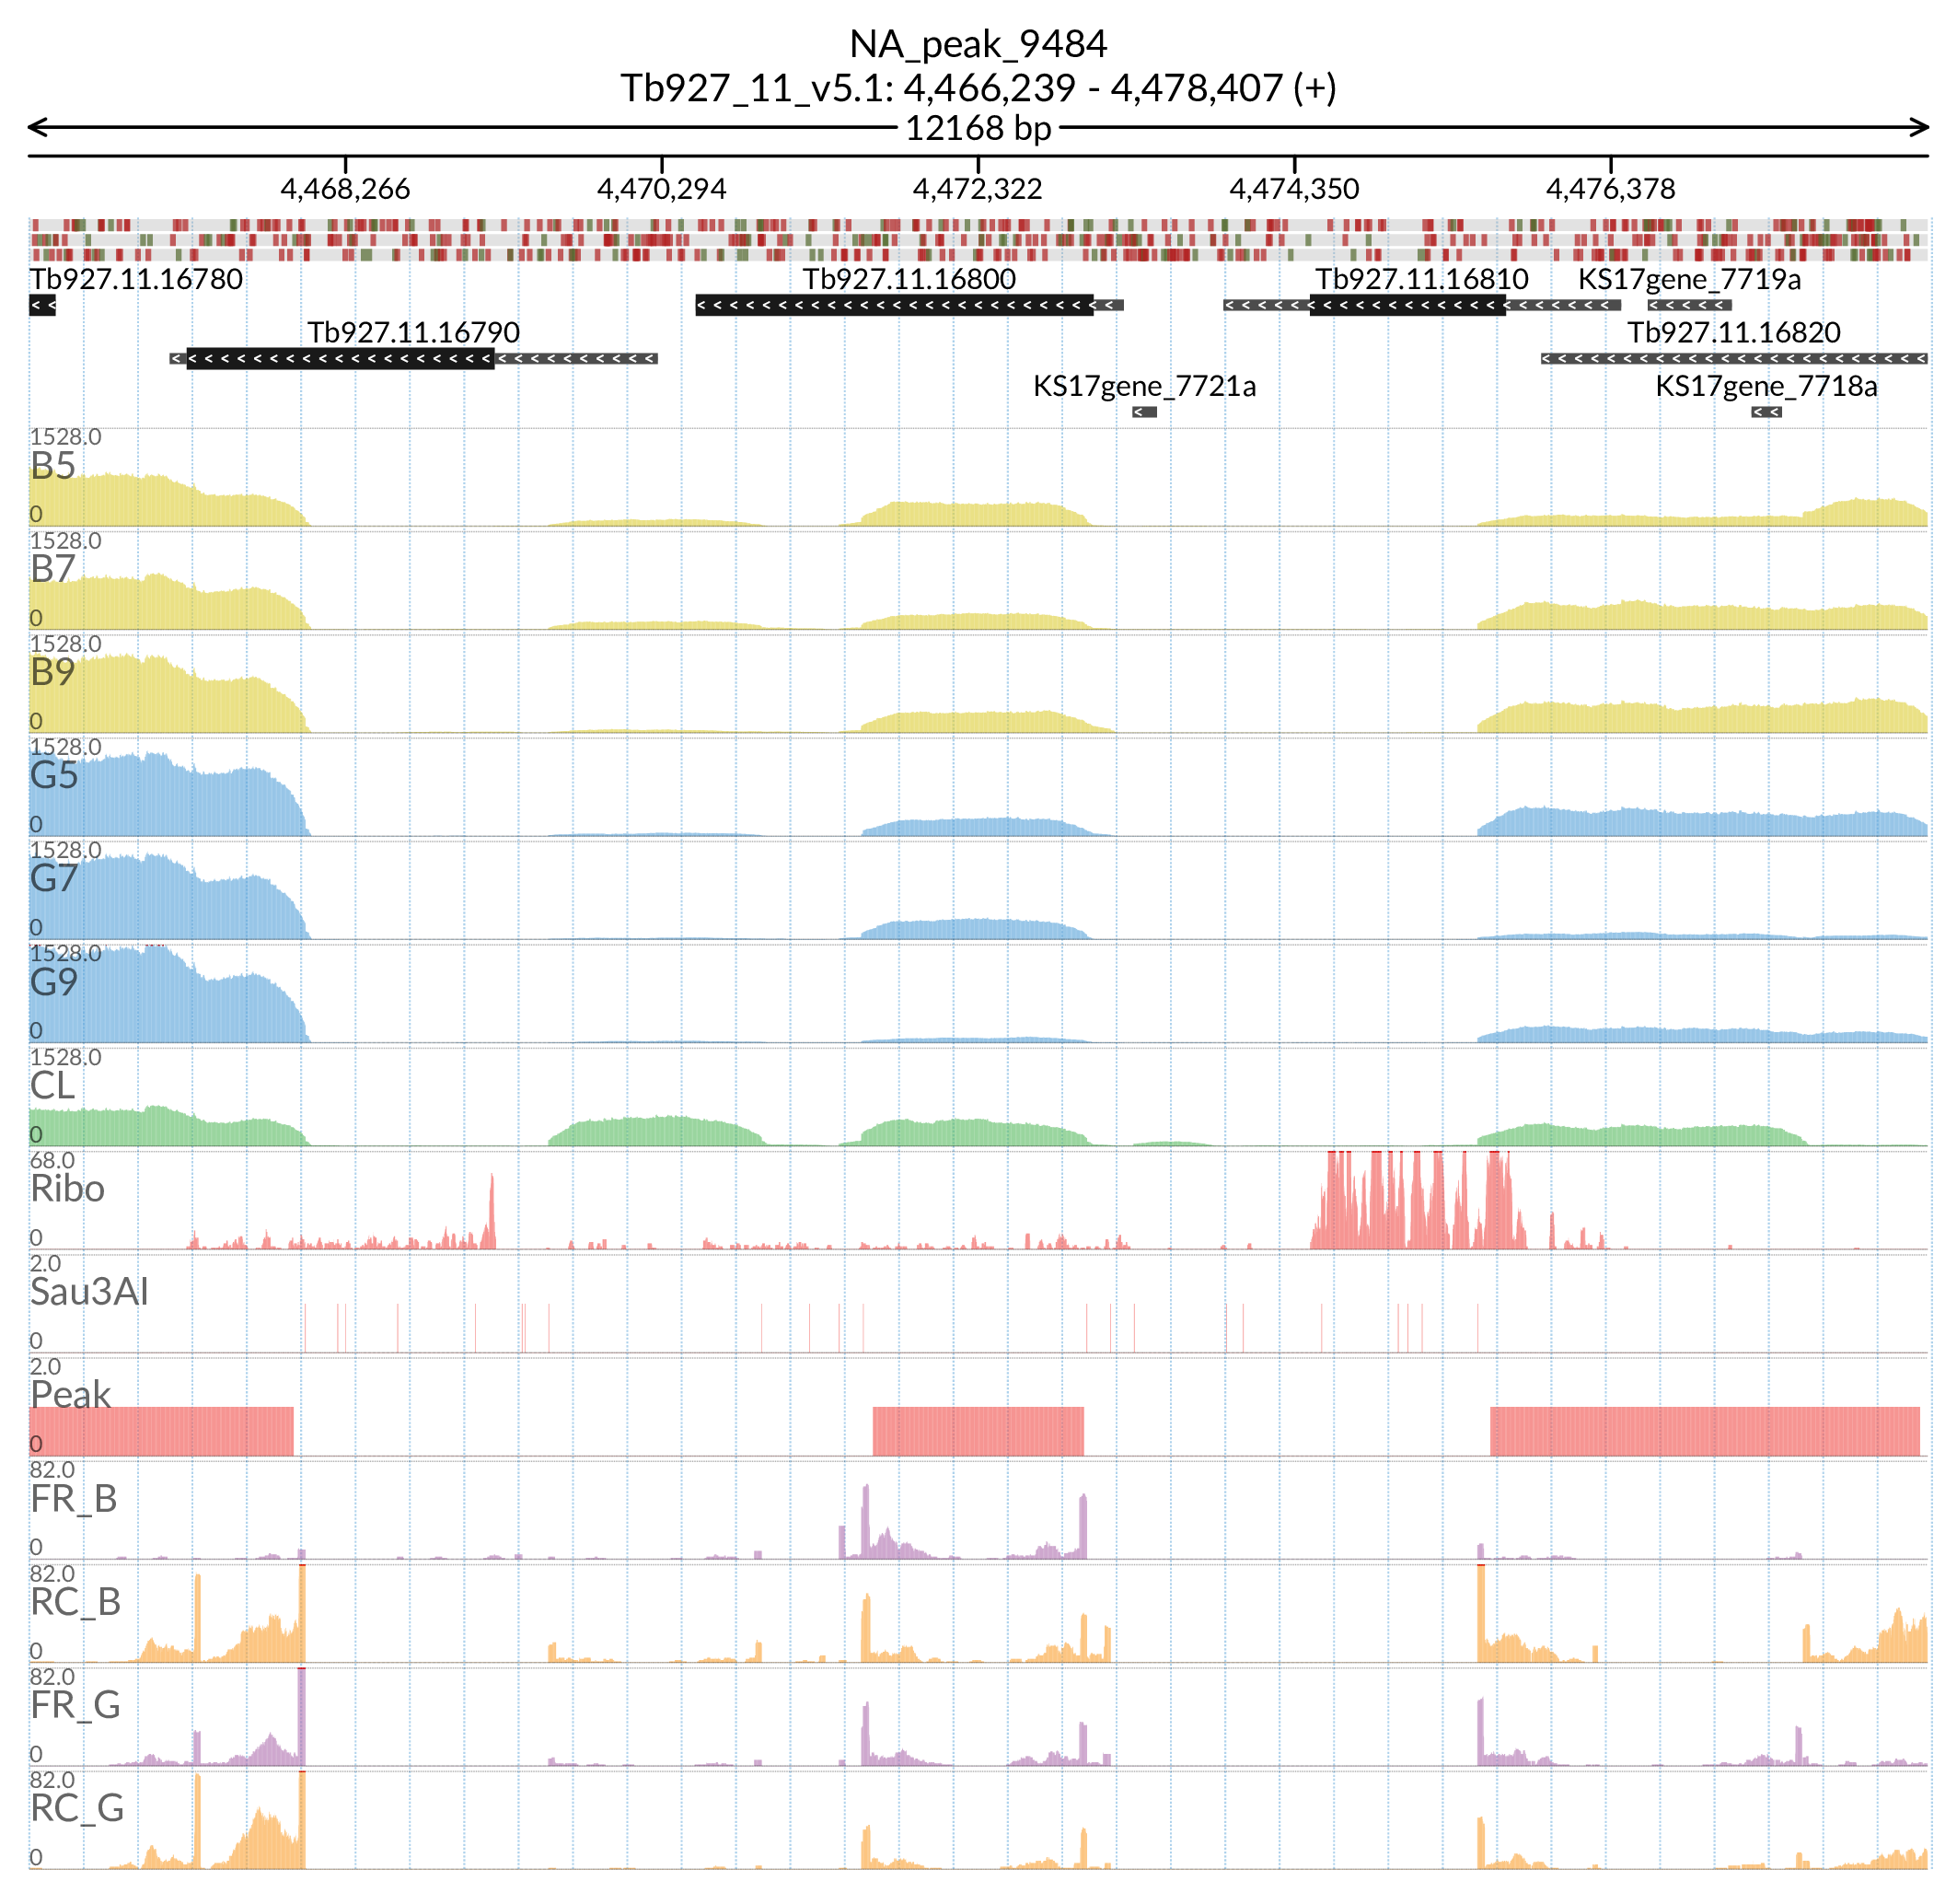 NA_peak_9484
Tb927_11_v5.1: 4,466,239 - 4,478,407 (+)
12168 bp
4,468,266 4,470,294 4,472,322 4,474,350 4,476,378
Tb927.11.16780 Tb927.11.16800 Tb927.11.16810 KS17gene_7719a
Tb927.11.16790 Tb927.11.16820
KS17gene_7721a KS17gene_7718a
1528.0
B5
0
1528.0
B7
0
1528.0
B9
0
1528.0
G5
0
1528.0
G7
0
1528.0
G9
0
1528.0
CL
0
68.0
Ribo
0
2.0
Sau3AI
0
2.0
Peak
0
82.0
FR_B
0
82.0
RC_B
0
82.0
FR_G
0
82.0
RC_G
0